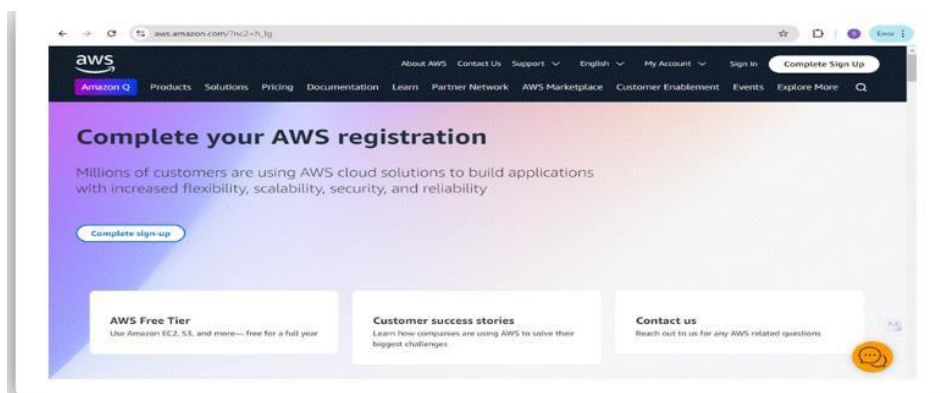 aws.amazon.com/?nc2=h_lg
Error
aws
About AWS Contact Us Support English My Account Sign In Complete Sign Up
Amazon Q Products Solutions Pricing Documentation Learn Partner Network AWS Marketplace Customer Enablement Events Explore More
Complete your AWS registration
Millions of customers are using AWS cloud solutions to build applications
with increased flexibility, scalability, security, and reliability
Complete sign-up
AWS Free Tier
Use Amazon EC2, S3, and more— free for a full year
Customer success stories
Learn how companies are using AWS to solve their
biggest challenges
Contact us
Reach out to us for any AWS related questions